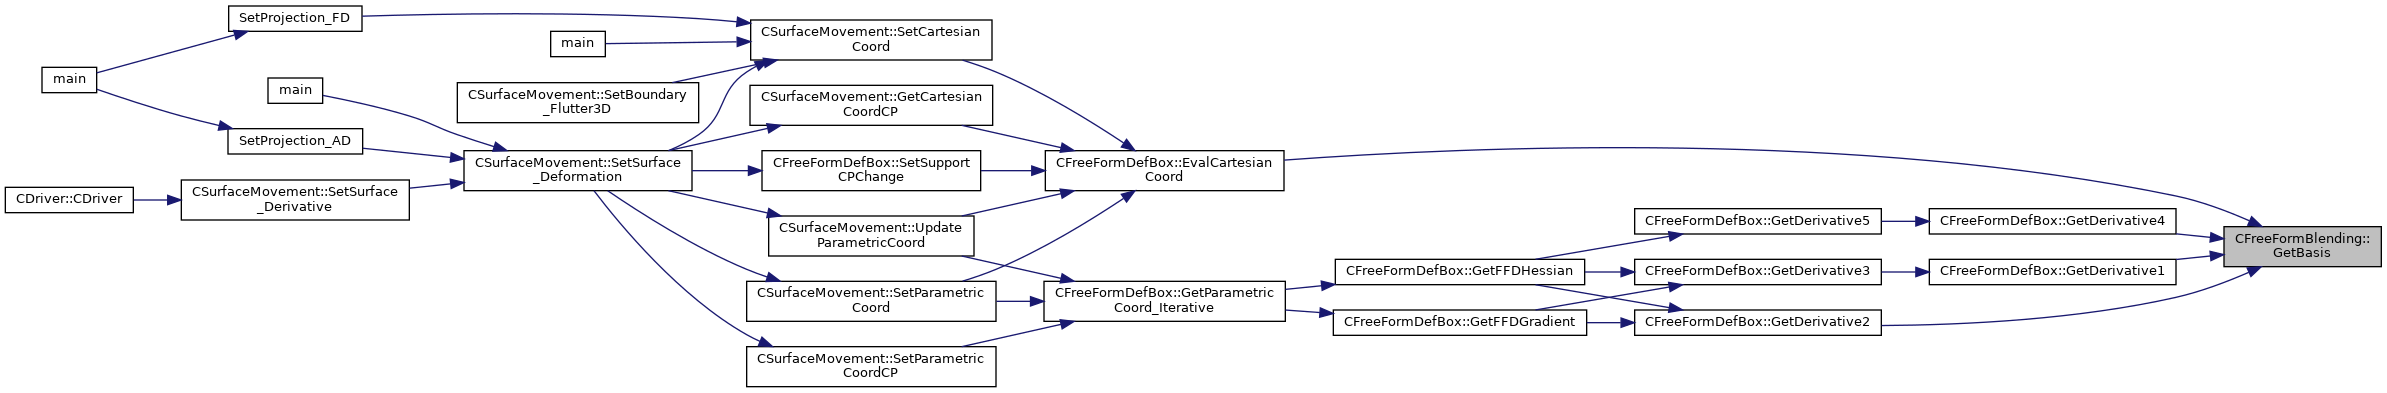 SetProjection_FD
main
SetProjection_AD
main
main
CDriver::CDriver
CSurfaceMovement::SetSurface
_Derivative
CSurfaceMovement::SetSurface
_Deformation
CSurfaceMovement::SetBoundary
_Flutter3D
CSurfaceMovement::SetCartesian
Coord
CSurfaceMovement::GetCartesian
CoordCP
CFreeFormDefBox::SetSupport
CPChange
CSurfaceMovement::Update
ParametricCoord
CSurfaceMovement::SetParametric
Coord
CSurfaceMovement::SetParametric
CoordCP
CFreeFormDefBox::EvalCartesian
Coord
CFreeFormDefBox::GetParametric
Coord_Iterative
CFreeFormDefBox::GetFFDHessian
CFreeFormDefBox::GetFFDGradient
CFreeFormDefBox::GetDerivative5
CFreeFormDefBox::GetDerivative3
CFreeFormDefBox::GetDerivative2
CFreeFormDefBox::GetDerivative4
CFreeFormDefBox::GetDerivative1
CFreeFormBlending::
GetBasis